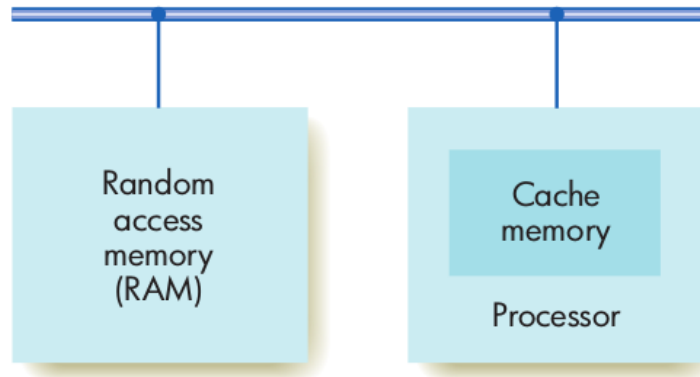 Random
access
memory
(RAM)
Cache
memory
Processor